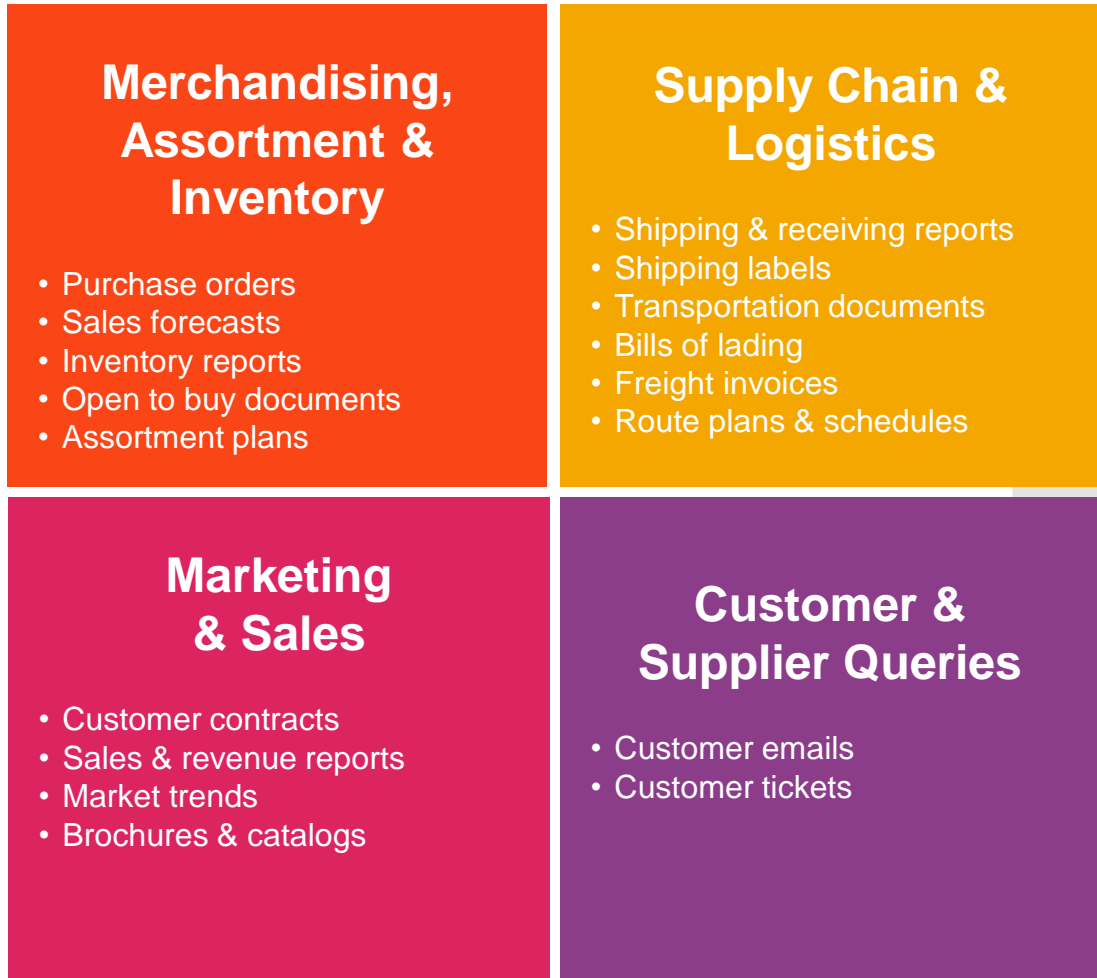 Merchandising,
Assortment &
Inventory
• Purchase orders
• Sales forecasts
• Inventory reports
• Open to buy documents
• Assortment plans
Supply Chain &
Logistics
• Shipping & receiving reports
• Shipping labels
• Transportation documents
• Bills of lading
• Freight invoices
• Route plans & schedules
Marketing
& Sales
• Customer contracts
• Sales & revenue reports
• Market trends
• Brochures & catalogs
Customer &
Supplier Queries
• Customer emails
• Customer tickets